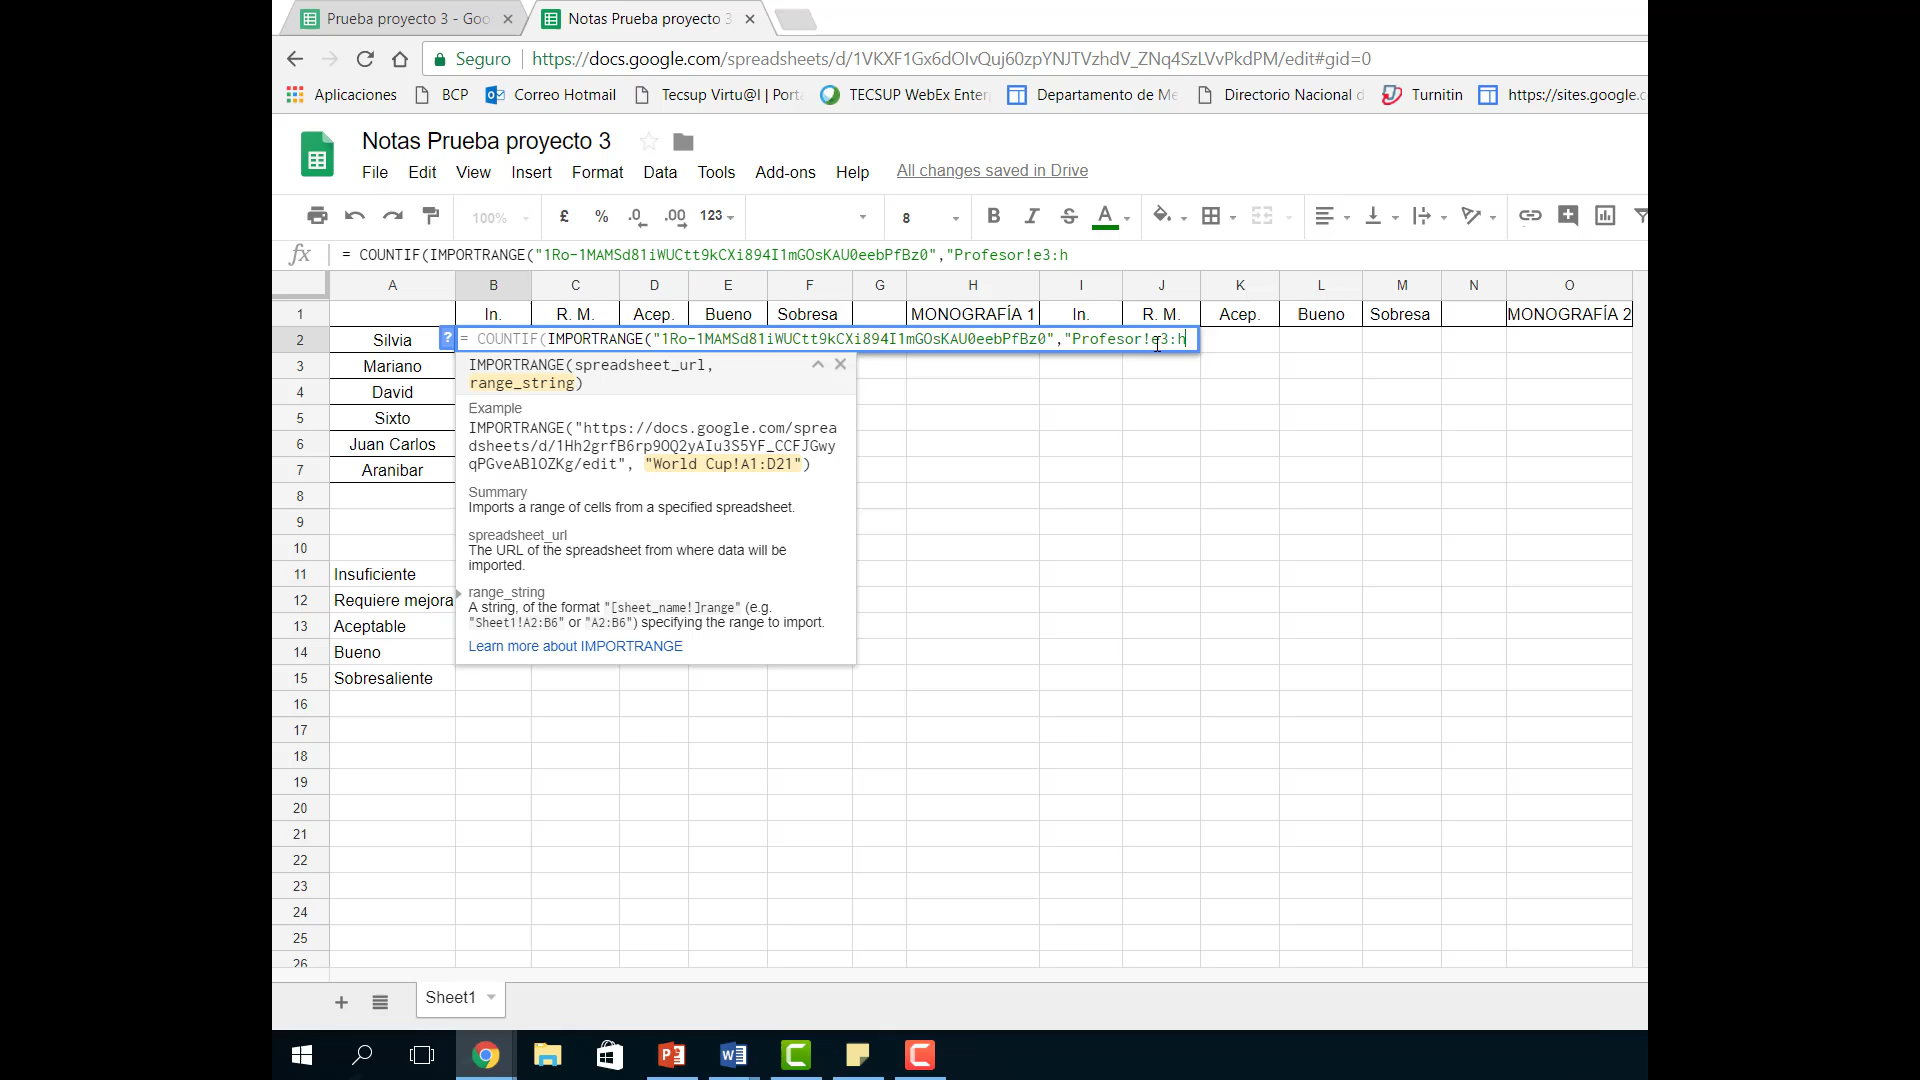 Prueba proyecto 3 - Goo
Notas Prueba proyecto 3
Seguro https://docs.google.com/spreadsheets/d/1VKXF1Gx6dOIvQuj60zpYNJTVzhdV_ZNq4SzLVvPkdPM/edit#gid=0
Aplicaciones BCP Correo Hotmail Tecsup Virtu@l | Porta TECSUP WebEx Enter Departamento de Me Directorio Nacional d Turnitin https://sites.google.c
Notas Prueba proyecto 3
File Edit View Insert Format Data Tools Add-ons Help All changes saved in Drive
100% £ % .0 .00 123 8 B I S A
fx = COUNTIF(IMPORTRANGE("1Ro-1MAMSd81iWUCtt9kCXi894I1mGOsKAU0eebPfBz0","Profesor!e3:h
A B C D E F G H I J K L M N O
1 In. R. M. Acep. Bueno Sobresa MONOGRAFÍA 1 In. R. M. Acep. Bueno Sobresa MONOGRAFÍA 2
2 Silvia ? = COUNTIF(IMPORTRANGE("1Ro-1MAMSd81iWUCtt9kCXi894I1mGOsKAU0eebPfBz0","Profesor!e3:h
3 Mariano
4 David
5 Sixto
6 Juan Carlos
7 Aranibar
8
9
10
11 Insuficiente
12 Requiere mejora
13 Aceptable
14 Bueno
15 Sobresaliente
16
17
18
19
20
21
22
23
24
25
26
IMPORTRANGE(spreadsheet_url,
range_string)
Example
IMPORTRANGE("https://docs.google.com/sprea
dsheets/d/1Hh2grfB6rp9OQ2yAIu3S5YF_CCFJGwy
qPGveABlOZKg/edit", "World Cup!A1:D21")
Summary
Imports a range of cells from a specified spreadsheet.
spreadsheet_url
The URL of the spreadsheet from where data will be
imported.
range_string
A string, of the format "[sheet_name!]range" (e.g.
"Sheet1!A2:B6" or "A2:B6") specifying the range to import.
Learn more about IMPORTRANGE
Sheet1